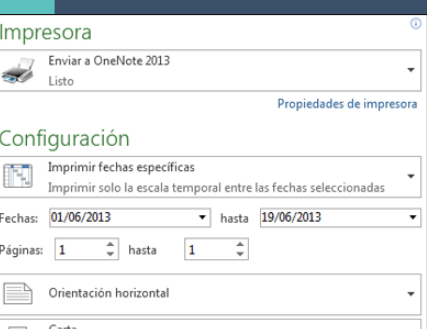 Impresora
Enviar a OneNote 2013
Listo
Propiedades de impresora
Configuración
Imprimir fechas específicas
Imprimir solo la escala temporal entre las fechas seleccionadas
Fechas: 01/06/2013 hasta 19/06/2013
Páginas: 1 hasta 1
Orientación horizontal
Carta